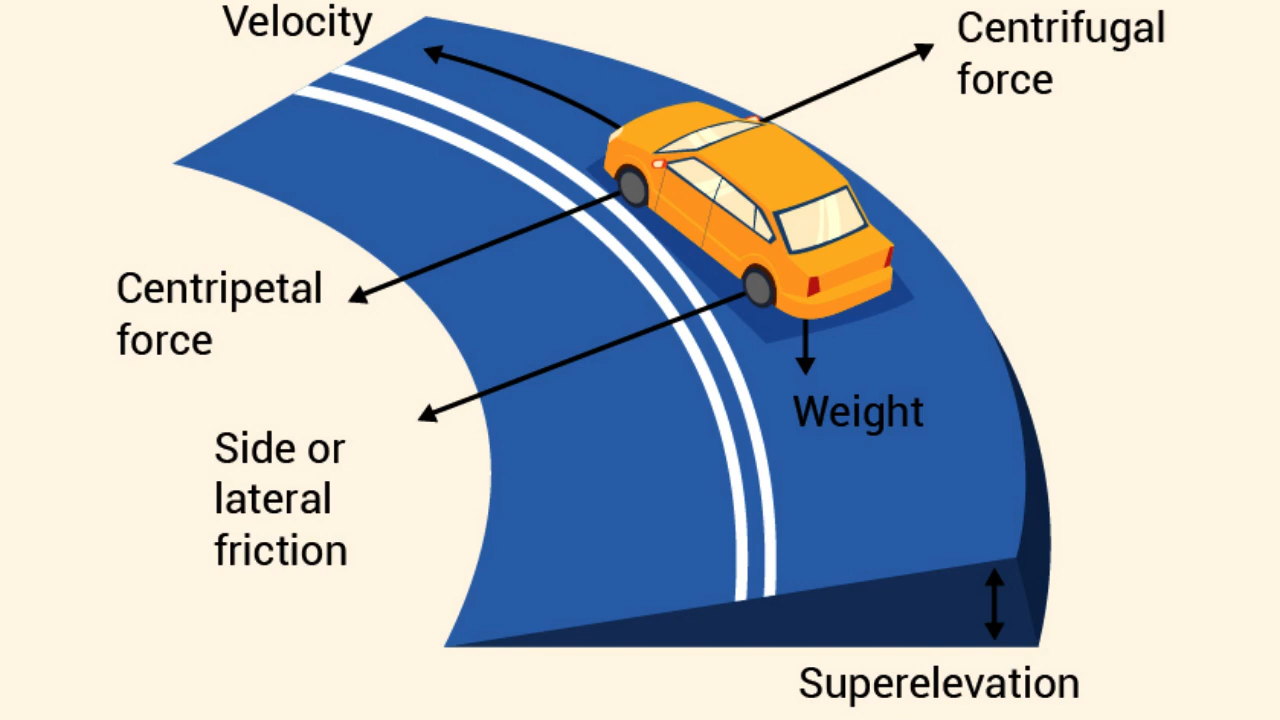 Velocity
Centrifugal
force
Centripetal
force
Weight
Side or
lateral
friction
Superelevation